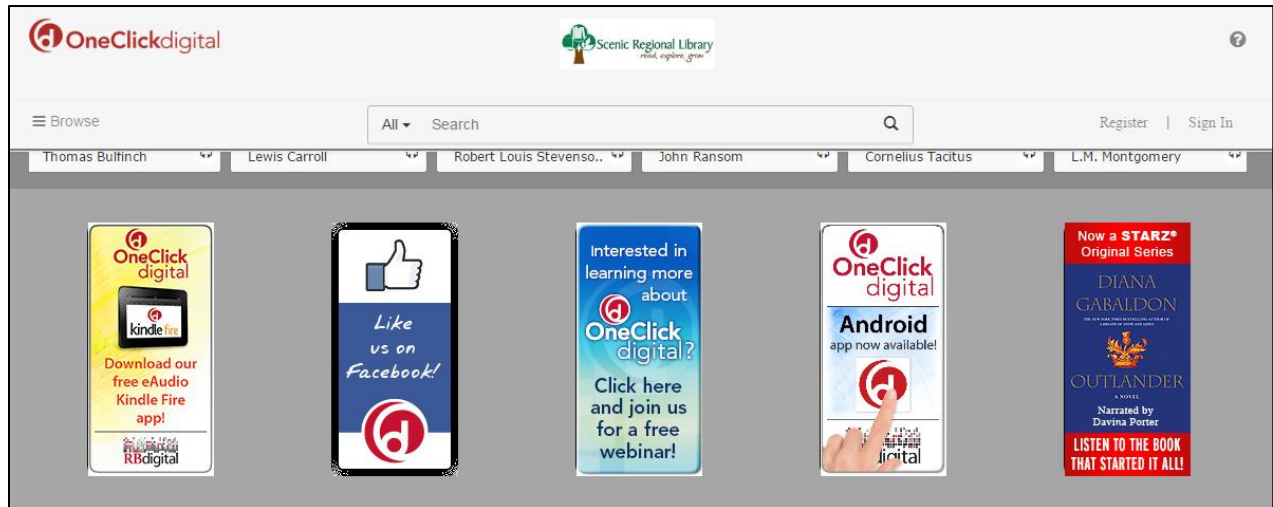 OneClickdigital
Scenic Regional Library
read, explore, grow
Browse
All Search
Register | Sign In
Thomas Bulfinch
Lewis Carroll
Robert Louis Stevenso..
John Ransom
Cornelius Tacitus
L.M. Montgomery
OneClick
digital
kindle fire
Download our
free eAudio
Kindle Fire
app!
RBdigital
Like
us on
Facebook!
Interested in
learning more
about
OneClick
digital?
Click here
and join us
for a free
webinar!
OneClick
digital
Android
app now available!
digital
Now a STARZ®
Original Series
DIANA
GABALDON
OUTLANDER
A NOVEL
Narrated by
Davina Porter
LISTEN TO THE BOOK
THAT STARTED IT ALL!